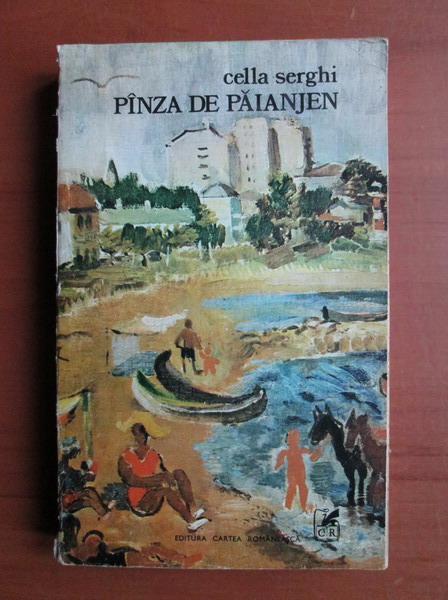 cella serghi
PÎNZA DE PĂIANJEN
EDITURA CARTEA ROMÂNEASCĂ
CR